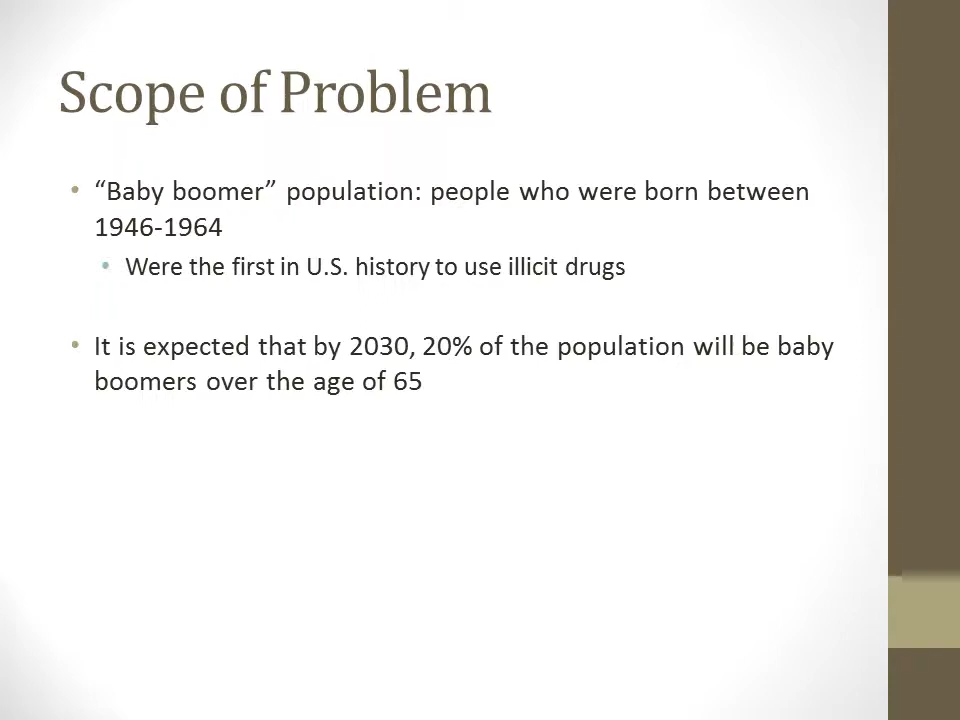 Scope of Problem
• “Baby boomer” population: people who were born between
1946-1964
• Were the first in U.S. history to use illicit drugs
• It is expected that by 2030, 20% of the population will be baby
boomers over the age of 65